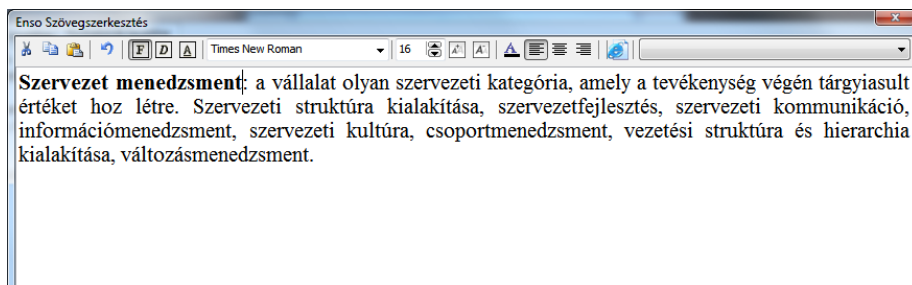 Enso Szövegszerkesztés
F D A Times New Roman 16 A A A
Szervezet menedzsment: a vállalat olyan szervezeti kategória, amely a tevékenység végén tárgyiasult
értéket hoz létre. Szervezeti struktúra kialakítása, szervezetfejlesztés, szervezeti kommunikáció,
információmenedzsment, szervezeti kultúra, csoportmenedzsment, vezetési struktúra és hierarchia
kialakítása, változásmenedzsment.